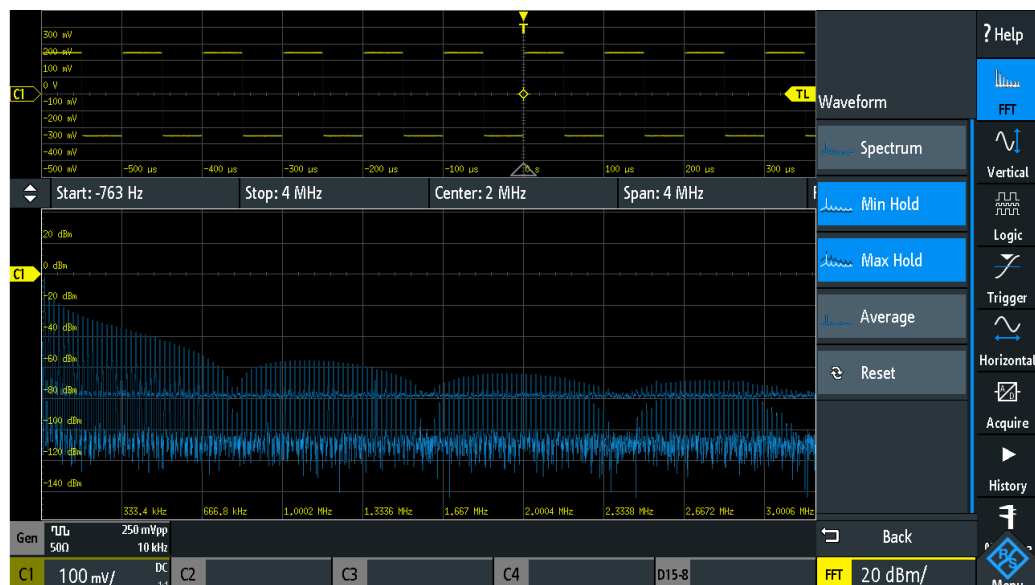 300 mV
200 mV
100 mV
0 V
C1
-100 mV
-200 mV
-300 mV
-400 mV
-500 mV
-500 µs
-400 µs
-300 µs
-200 µs
-100 µs
0 s
100 µs
200 µs
300 µs
T
TL
Start: -763 Hz
Stop: 4 MHz
Center: 2 MHz
Span: 4 MHz
20 dBm
C1
0 dBm
-20 dBm
-40 dBm
-60 dBm
-80 dBm
-100 dBm
-120 dBm
-140 dBm
333.4 kHz
666.8 kHz
1.0002 MHz
1.3336 MHz
1.667 MHz
2.0004 MHz
2.3338 MHz
2.6672 MHz
3.0006 MHz
Waveform
Spectrum
Min Hold
Max Hold
Average
Reset
Back
? Help
FFT
Vertical
Logic
Trigger
Horizontal
Acquire
History
Menu
Gen
250 mVpp
50Ω
10 kHz
C1
100 mV/
DC
1:1
C2
C3
C4
D15-8
FFT
20 dBm/